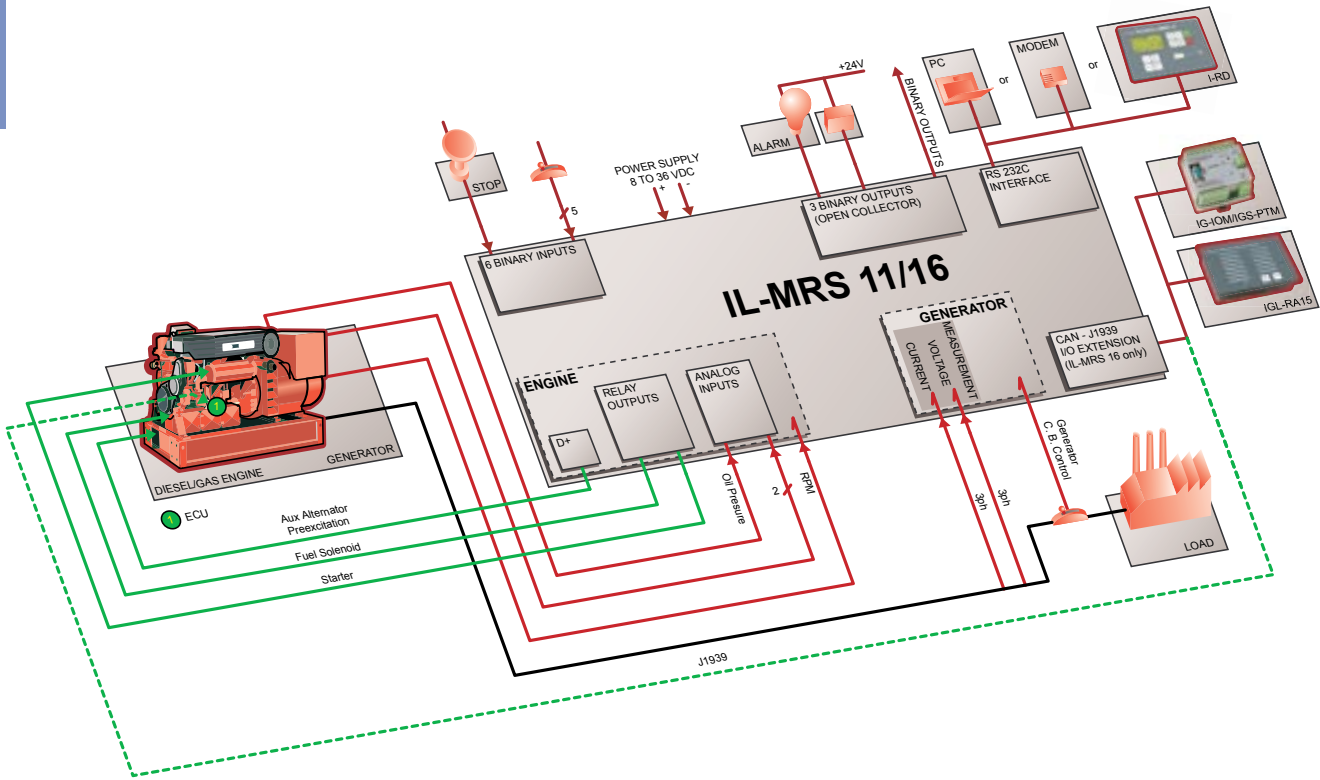 +24V
PC
or
MODEM
or
I-RD
ALARM
BINARY OUTPUTS
STOP
5
POWER SUPPLY
8 TO 36 VDC
+ -
3 BINARY OUTPUTS
(OPEN COLLECTOR)
RS 232C
INTERFACE
IG-IOM/IGS-PTM
IGL-RA15
6 BINARY INPUTS
IL-MRS 11/16
GENERATOR
MEASUREMENT
VOLTAGE
CURRENT
CAN - J1939
I/O EXTENSION
(IL-MRS 16 only)
ENGINE
RELAY
OUTPUTS
ANALOG
INPUTS
D+
1
GENERATOR
DIESEL/GAS ENGINE
1 ECU
Oil Presure
2
RPM
3ph
3ph
Generator
C. B. Control
LOAD
Aux Alternator
Preexcitation
Fuel Solenoid
Starter
J1939